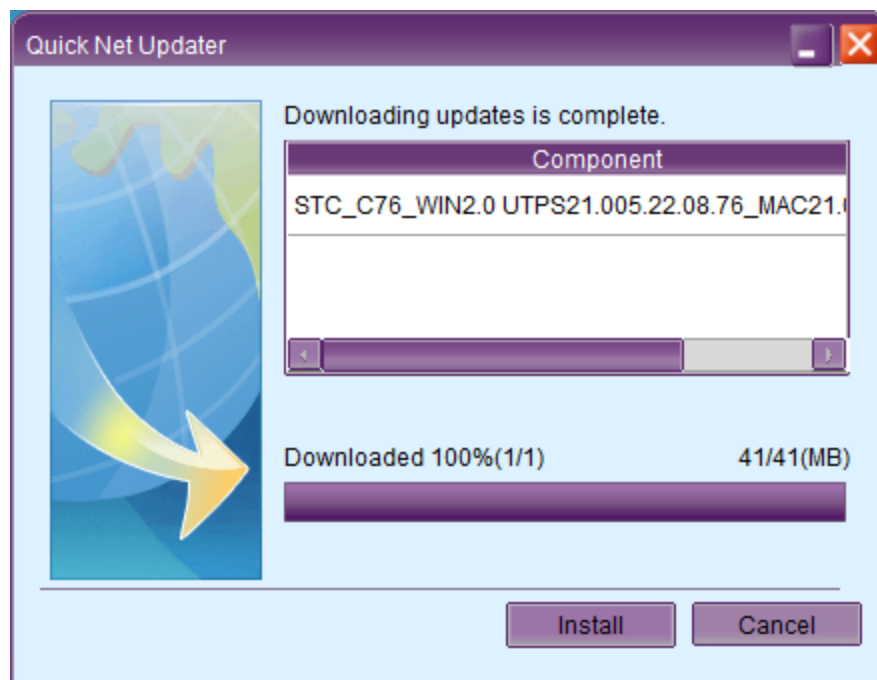 Quick Net Updater
Downloading updates is complete.
Component
STC_C76_WIN2.0 UTPS21.005.22.08.76_MAC21.
Downloaded 100%(1/1) 41/41(MB)
Install Cancel